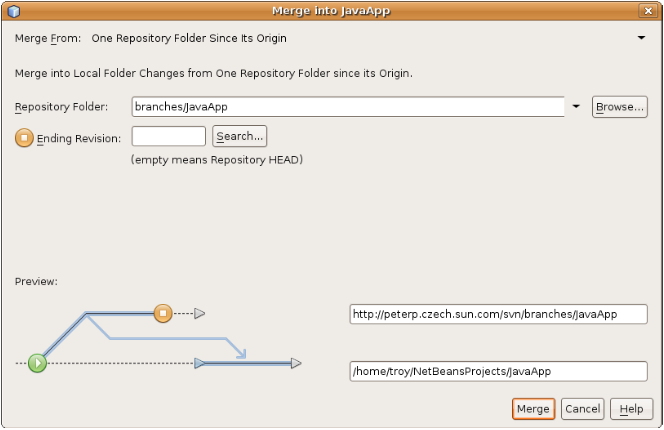 Merge into JavaApp
Merge From: One Repository Folder Since Its Origin
Merge into Local Folder Changes from One Repository Folder since its Origin.
Repository Folder: branches/JavaApp Browse...
Ending Revision: Search...
(empty means Repository HEAD)
Preview:
http://peterp.czech.sun.com/svn/branches/JavaApp
/home/troy/NetBeansProjects/JavaApp
Merge Cancel Help